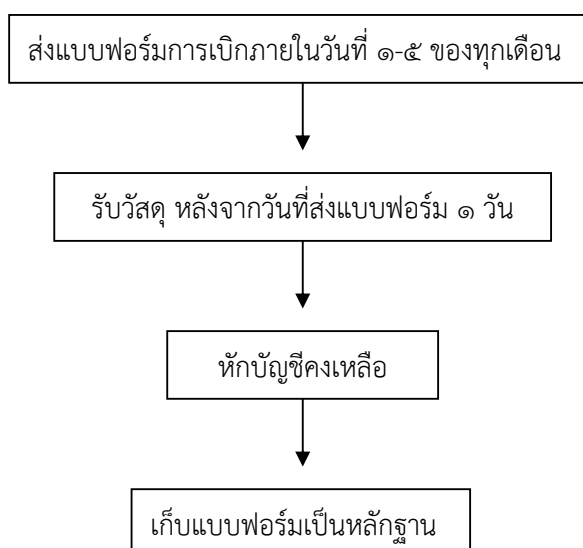 ส่งแบบฟอร์มการเบิกภายในวันที่ ๑-๕ ของทุกเดือน
รับวัสดุ หลังจากวันที่ส่งแบบฟอร์ม ๑ วัน
หักบัญชีคงเหลือ
เก็บแบบฟอร์มเป็นหลักฐาน